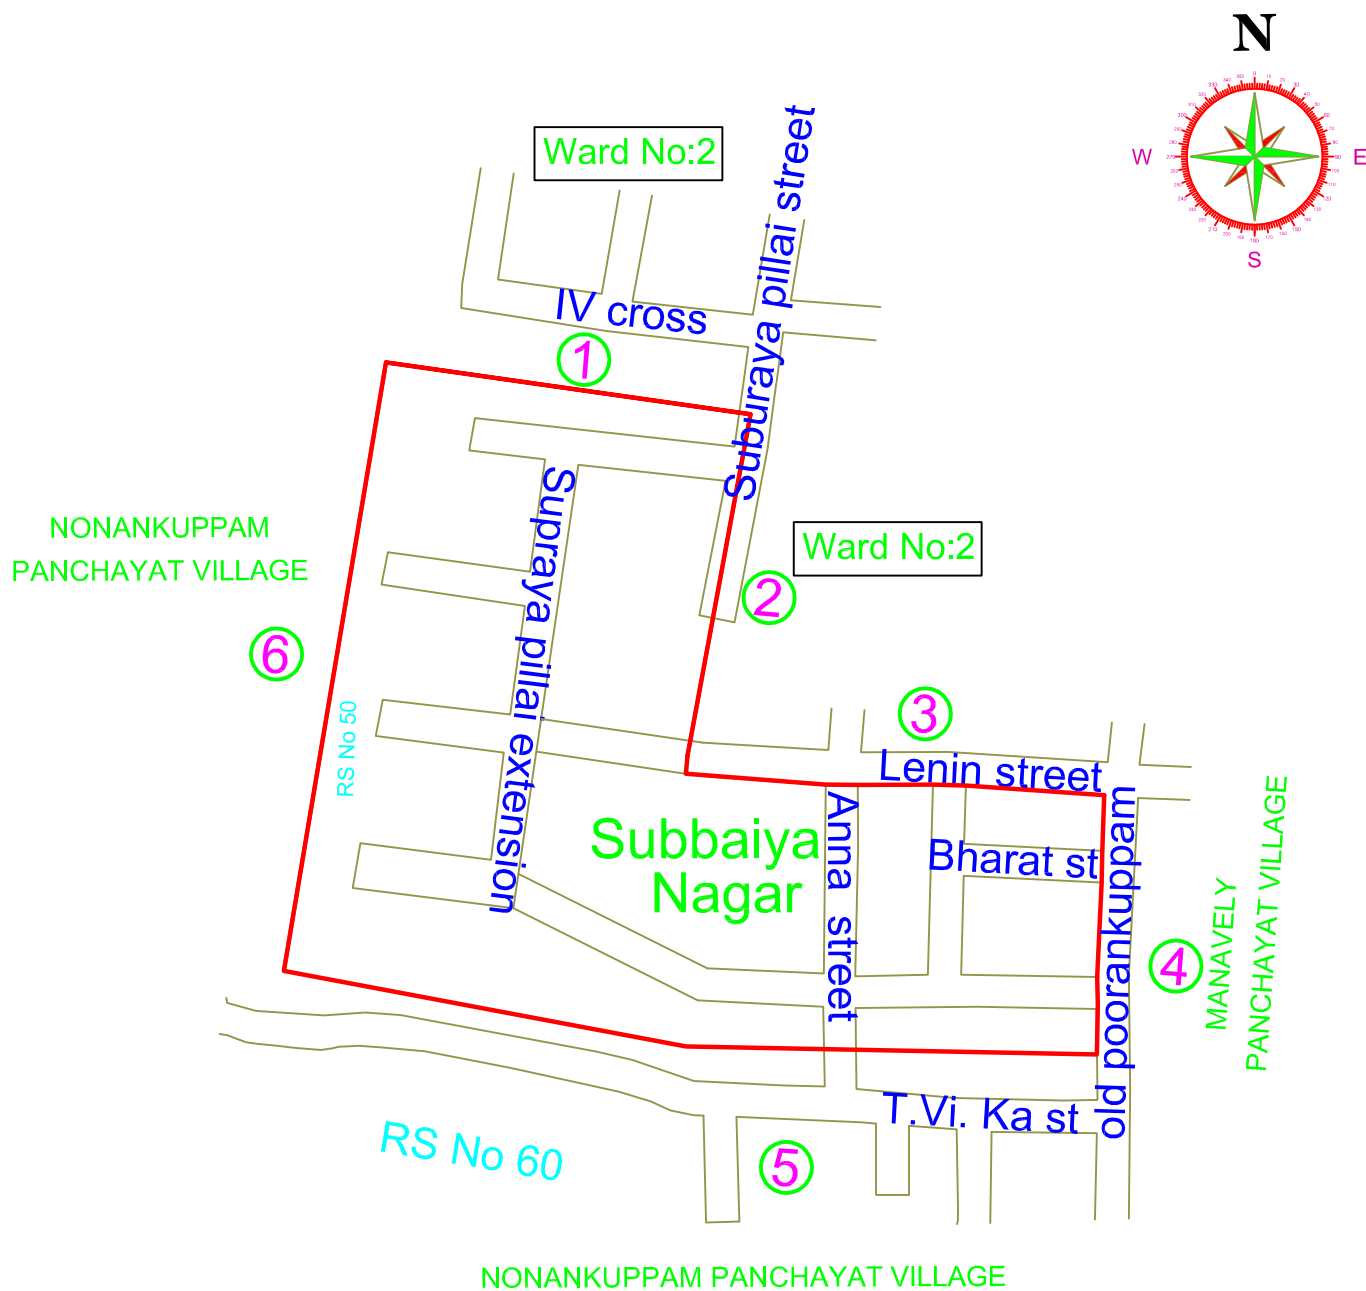 N
W
E
S
Ward No:2
Suburaya pillai street
IV cross
1
Supraya pillai extension
NONANKUPPAM
PANCHAYAT VILLAGE
Ward No:2
2
6
RS No 50
3
Lenin street
Subbaiya
Nagar
Anna street
Bharat st
old poorankuppam
4
MANAVELY
PANCHAYAT VILLAGE
T.Vi. Ka st
RS No 60
5
NONANKUPPAM PANCHAYAT VILLAGE